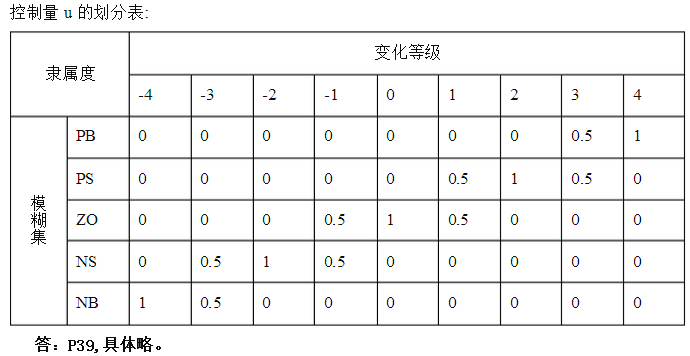 控制量 u 的划分表:
隶属度 变化等级
-4 -3 -2 -1 0 1 2 3 4
模糊集
PB 0 0 0 0 0 0 0 0.5 1
PS 0 0 0 0 0 0.5 1 0.5 0
ZO 0 0 0 0.5 1 0.5 0 0 0
NS 0 0.5 1 0.5 0 0 0 0 0
NB 1 0.5 0 0 0 0 0 0 0
答：P39,具体略。